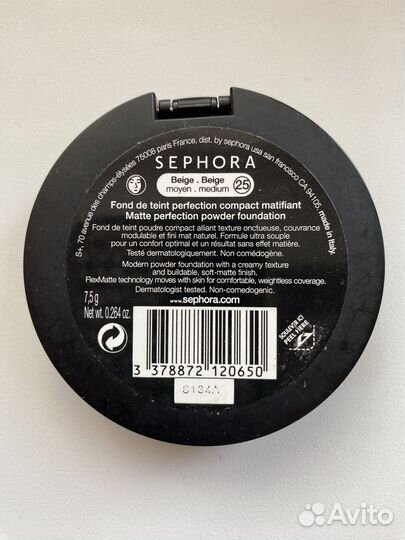 S+, 70 avenue des champs-élysées 75008 paris France, dist. by sephora usa san francisco CA 94105. made in Italy.
SEPHORA
Beige . Beige
moyen . medium
25
Fond de teint perfection compact matifiant
Matte perfection powder foundation
Fond de teint poudre compact alliant texture onctueuse, couvrance
modulable et fini mat naturel. Formule ultra souple
pour un confort optimal et un résultat sans effet matière.
Testé dermatologiquement. Non comédogène.
Modern powder foundation with a creamy texture
and buildable, soft-matte finish.
FlexMatte technology moves with skin for comfortable, weightless coverage.
Dermatologist tested. Non-comedogenic.
7,5 g
Net wt. 0.264 oz.
www.sephora.com
SOULEVER ICI
PEEL HERE
3 378872 120650
S134A
Avito